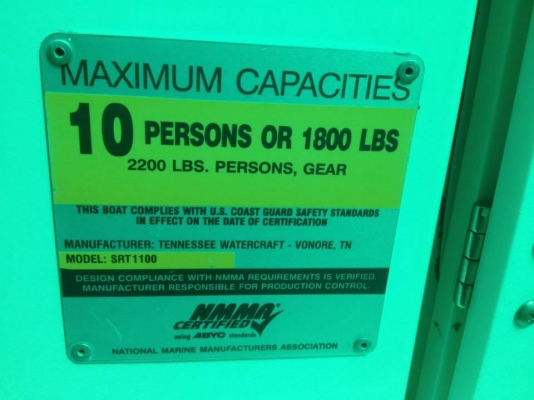 MAXIMUM CAPACITIES
10 PERSONS OR 1800 LBS
2200 LBS. PERSONS, GEAR
THIS BOAT COMPLIES WITH U.S. COAST GUARD SAFETY STANDARDS
IN EFFECT ON THE DATE OF CERTIFICATION
MANUFACTURER: TENNESSEE WATERCRAFT - VONORE, TN
MODEL: SRT1100
DESIGN COMPLIANCE WITH NMMA REQUIREMENTS IS VERIFIED.
MANUFACTURER RESPONSIBLE FOR PRODUCTION CONTROL.
NMMA®
CERTIFIED
using ABYC standards
NATIONAL MARINE MANUFACTURERS ASSOCIATION